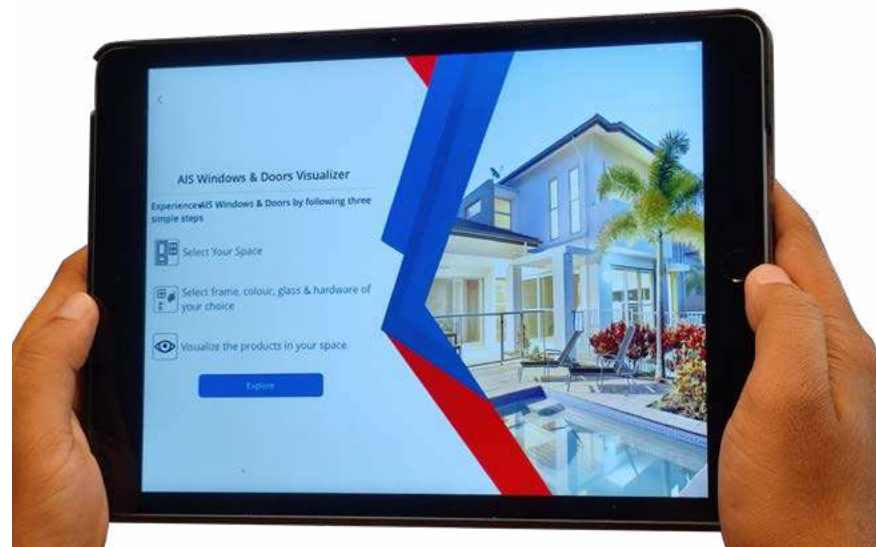 AIS Windows & Doors Visualizer
Experience AIS Windows & Doors by following three
simple steps
Select Your Space
Select frame, colour, glass & hardware of
your choice
Visualize the products in your space
Explore